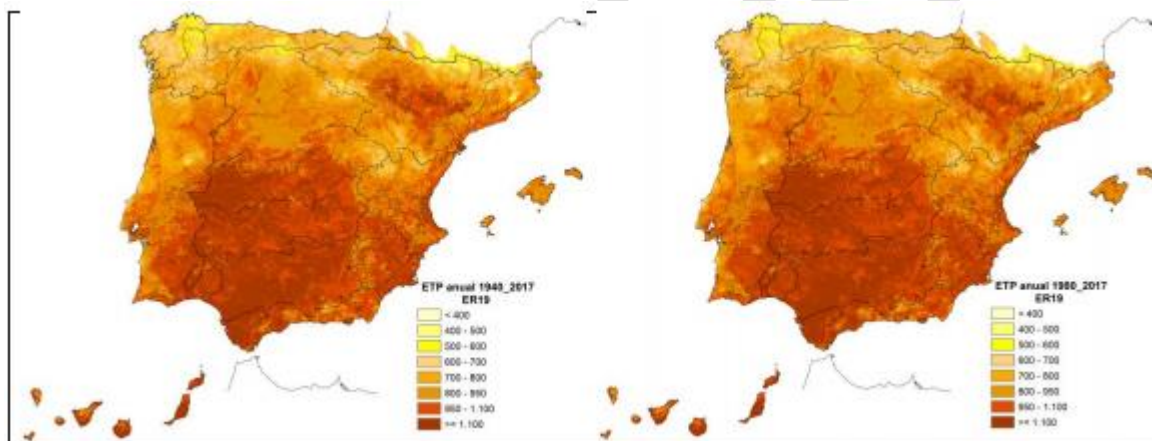 ETP anual 1940_2017
ER19
< 400
400 - 500
500 - 600
600 - 700
700 - 800
800 - 950
950 - 1.100
>= 1.100
ETP anual 1980_2017
ER19
< 400
400 - 500
500 - 600
600 - 700
700 - 800
800 - 950
950 - 1.100
>= 1.100